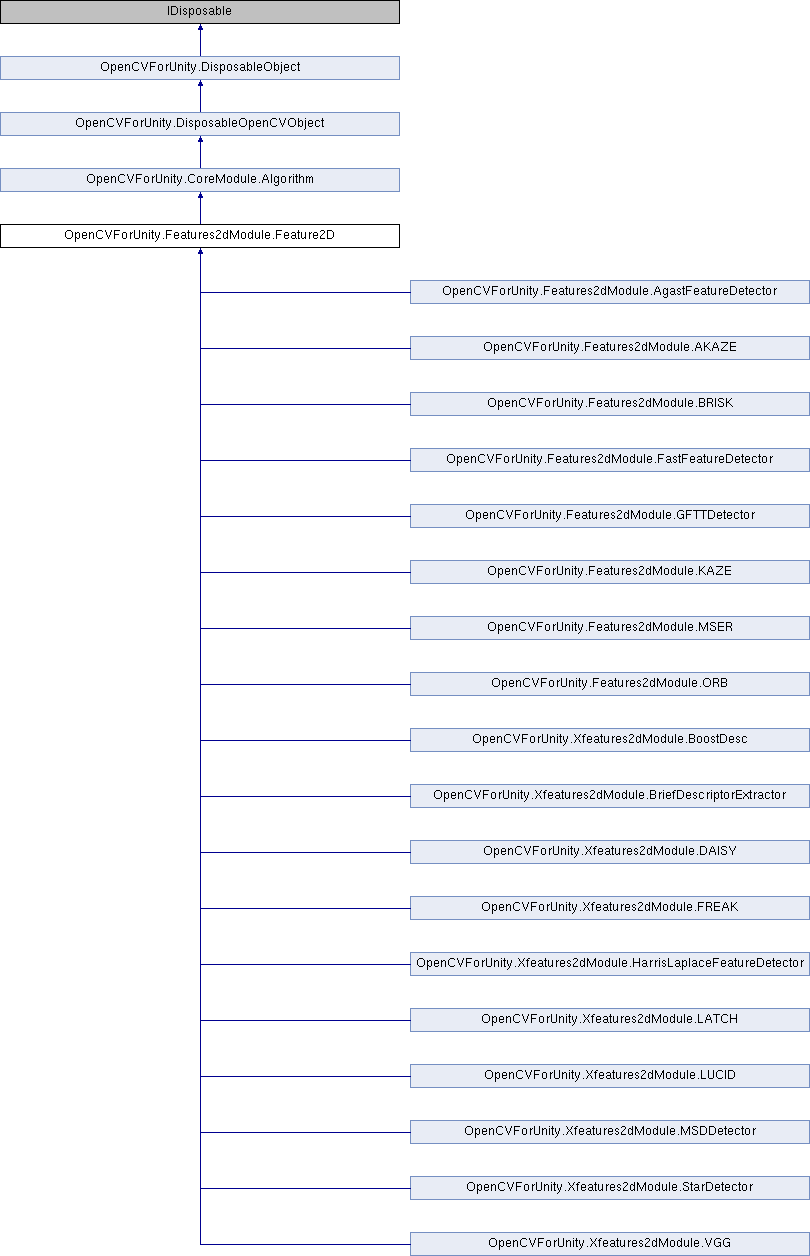 IDisposable
OpenCVForUnity.DisposableObject
OpenCVForUnity.DisposableOpenCVObject
OpenCVForUnity.CoreModule.Algorithm
OpenCVForUnity.Features2dModule.Feature2D
OpenCVForUnity.Features2dModule.AgastFeatureDetector
OpenCVForUnity.Features2dModule.AKAZE
OpenCVForUnity.Features2dModule.BRISK
OpenCVForUnity.Features2dModule.FastFeatureDetector
OpenCVForUnity.Features2dModule.GFTTDetector
OpenCVForUnity.Features2dModule.KAZE
OpenCVForUnity.Features2dModule.MSER
OpenCVForUnity.Features2dModule.ORB
OpenCVForUnity.Xfeatures2dModule.BoostDesc
OpenCVForUnity.Xfeatures2dModule.BriefDescriptorExtractor
OpenCVForUnity.Xfeatures2dModule.DAISY
OpenCVForUnity.Xfeatures2dModule.FREAK
OpenCVForUnity.Xfeatures2dModule.HarrisLaplaceFeatureDetector
OpenCVForUnity.Xfeatures2dModule.LATCH
OpenCVForUnity.Xfeatures2dModule.LUCID
OpenCVForUnity.Xfeatures2dModule.MSDDetector
OpenCVForUnity.Xfeatures2dModule.StarDetector
OpenCVForUnity.Xfeatures2dModule.VGG